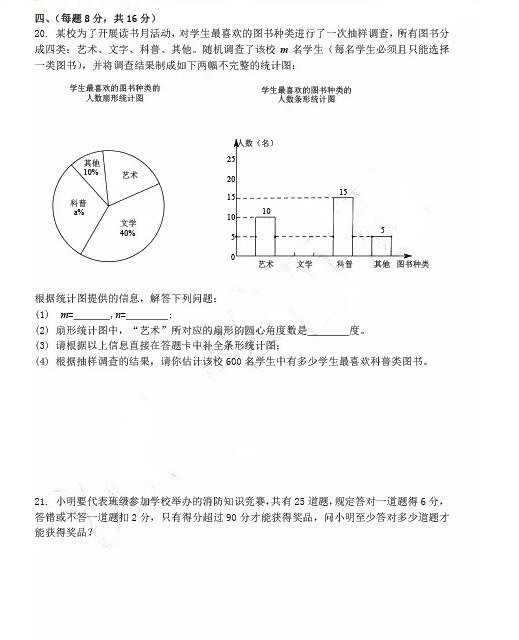 四、（每题 8 分，共 16 分）
20. 某校为了开展读书月活动，对学生最喜欢的图书种类进行了一次抽样调查，所有图书分
成四类：艺术、文字、科普、其他。随机调查了该校 m 名学生（每名学生必须且只能选择
一类图书），并将调查结果制成如下两幅不完整的统计图：
学生最喜欢的图书种类的
人数扇形统计图
其他
10%
艺术
科普
a%
文学
40%
学生最喜欢的图书种类的
人数条形统计图
人数（名）
25
20
15
10
5
0
10
15
5
艺术 文学 科普 其他 图书种类
根据统计图提供的信息，解答下列问题：
(1) m=______,n=______;
(2) 扇形统计图中，“艺术”所对应的扇形的圆心角度数是______度。
(3) 请根据以上信息直接在答题卡中补全条形统计图；
(4) 根据抽样调查的结果，请你估计该校 600 名学生中有多少学生最喜欢科普类图书。
21. 小明要代表班级参加学校举办的消防知识竞赛，共有 25 道题，规定答对一道题得 6 分，
答错或不答一道题扣 2 分，只有得分超过 90 分才能获得奖品，问小明至少答对多少道题才
能获得奖品？